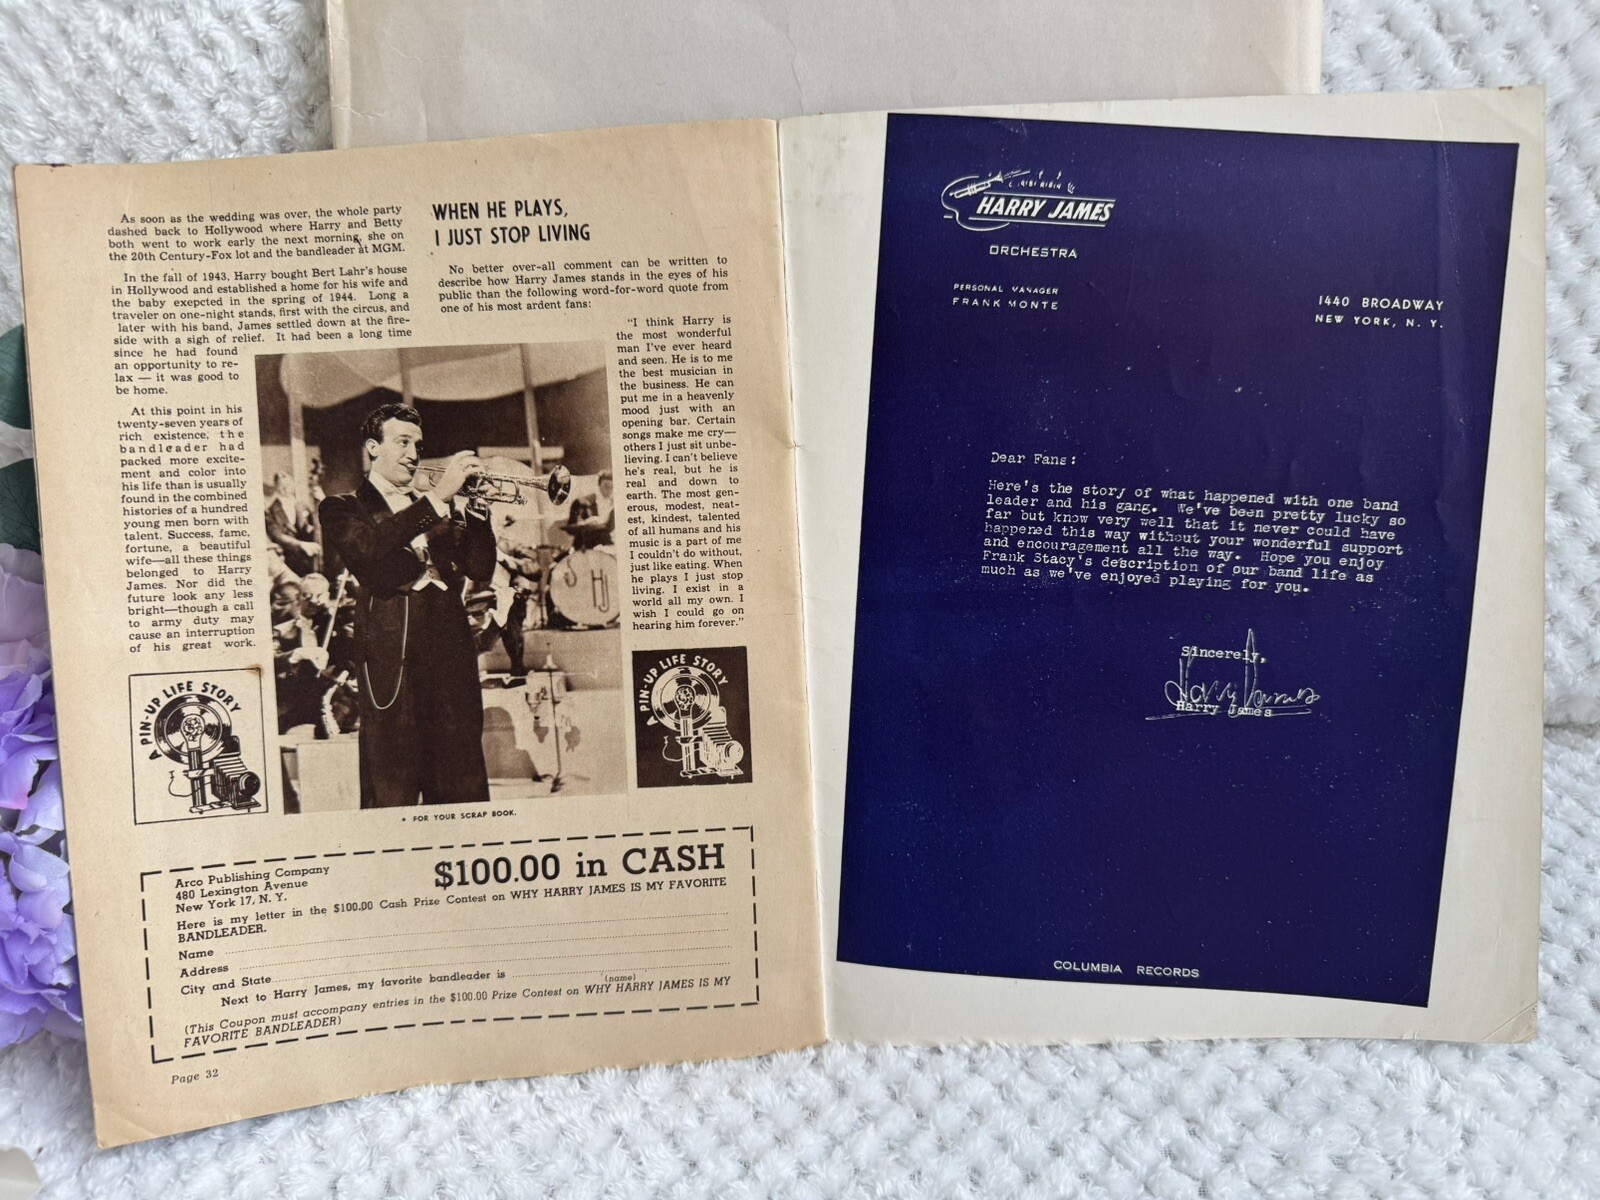 As soon as the wedding was over, the whole party
dashed back to Hollywood where Harry and Betty
both went to work early the next morning, she on
the 20th Century-Fox lot and the bandleader at MGM.
In the fall of 1943, Harry bought Bert Lahr's house
in Hollywood and established a home for his wife and
the baby exepcted in the spring of 1944. Long a
traveler on one-night stands, first with the circus, and
later with his band, James settled down at the fire-
side with a sigh of relief. It had been a long time
since he had found
an opportunity to re-
lax — it was good to
be home.
At this point in his
twenty-seven years of
rich existence, the
bandleader had
packed more excite-
ment and color into
his life than is usually
found in the combined
histories of a hundred
young men born with
talent. Success, fame,
fortune, a beautiful
wife—all these things
belonged to Harry
James. Nor did the
future look any less
bright—though a call
to army duty may
cause an interruption
of his great work.
WHEN HE PLAYS,
I JUST STOP LIVING
No better over-all comment can be written to
describe how Harry James stands in the eyes of his
public than the following word-for-word quote from
one of his most ardent fans:
"I think Harry is
the most wonderful
man I've ever heard
and seen. He is to me
the best musician in
the business. He can
put me in a heavenly
mood just with an
opening bar. Certain
songs make me cry—
others I just sit unbe-
lieving. I can't believe
he's real, but he is
real and down to
earth. The most gen-
erous, modest, neat-
est, kindest, talented
of all humans and his
music is a part of me
I couldn't do without,
just like eating. When
he plays I just stop
living. I exist in a
world all my own. I
wish I could go on
hearing him forever."
HJ
A PIN-UP LIFE STORY
A PIN-UP LIFE STORY
• FOR YOUR SCRAP BOOK.
Arco Publishing Company
480 Lexington Avenue
New York 17, N. Y.
$100.00 in CASH
Here is my letter in the $100.00 Cash Prize Contest on WHY HARRY JAMES IS MY FAVORITE
BANDLEADER.
Name
Address
City and State
Next to Harry James, my favorite bandleader is
(name)
(This Coupon must accompany entries in the $100.00 Prize Contest on WHY HARRY JAMES IS MY
FAVORITE BANDLEADER)
Page 32
HARRY JAMES
ORCHESTRA
PERSONAL MANAGER
FRANK MONTE
1440 BROADWAY
NEW YORK, N. Y.
Dear Fans:
Here's the story of what happened with one band
leader and his gang. We've been pretty lucky so
far but know very well that it never could have
happened this way without your wonderful support
and encouragement all the way. Hope you enjoy
Frank Stacy's description of our band life as
much as we've enjoyed playing for you.
Sincerely,
Harry James
Harry James
COLUMBIA RECORDS